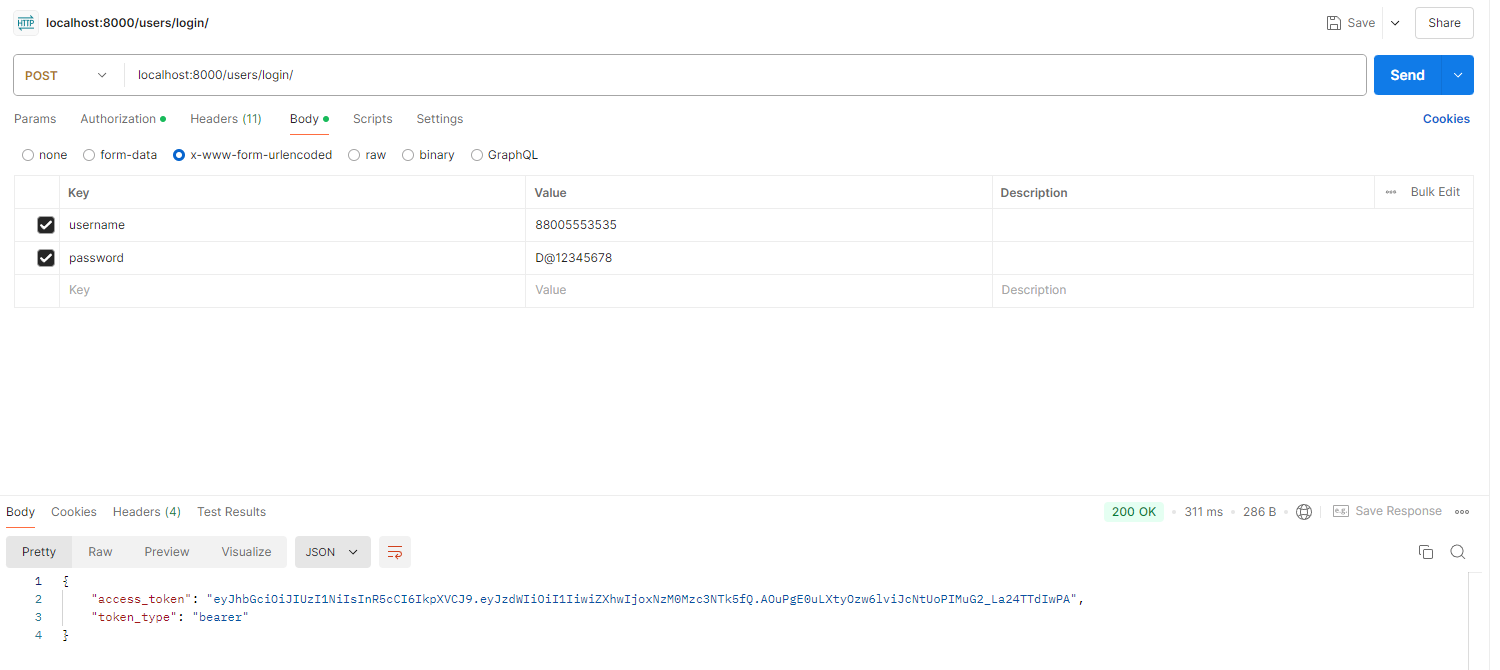 HTTP localhost:8000/users/login/ Save Share
POST localhost:8000/users/login/ Send
Params Authorization Headers (11) Body Scripts Settings Cookies
none form-data x-www-form-urlencoded raw binary GraphQL
Key Value Description Bulk Edit
username 88005553535
password D@12345678
Key Value Description
Body Cookies Headers (4) Test Results 200 OK 311 ms 286 B e.g. Save Response
Pretty Raw Preview Visualize JSON
1 {
2 "access_token": "eyJhbGciOiJIUzI1NiIsInR5cCI6IkpXVCJ9.eyJzdWIiOiI1IiwiZXhwIjoxNzM0Mzc3NTk5fQ.AOuPgE0uLXtyOzw6lviJcNtUoPIMuG2_La24TTdIwPA",
3 "token_type": "bearer"
4 }